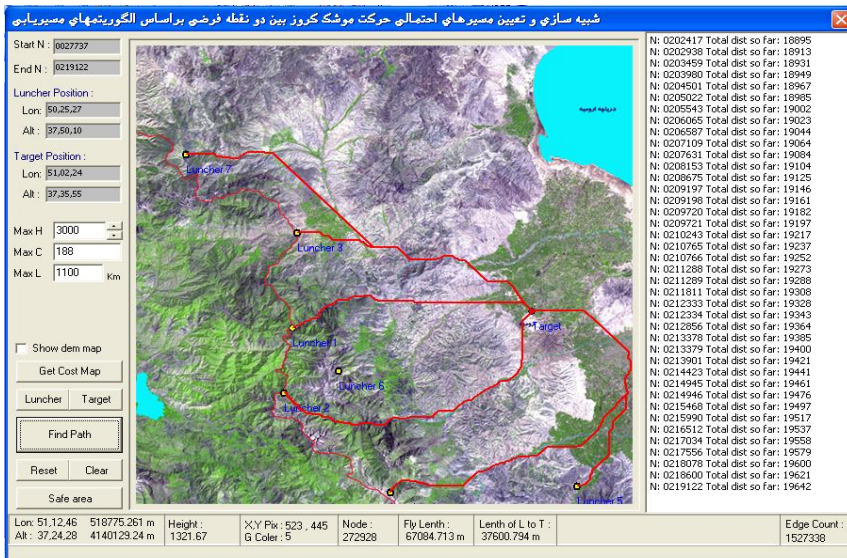 شبیه سازي و تعیین مسیرهاي احتمالي حرکت موشک کروز بین دو نقطه فرضي براساس الگوریتمهاي مسیریابي
Start N : 0027737
End N : 0219122
Luncher Position :
Lon: 50,25,27
Alt : 37,50,10
Target Position :
Lon: 51,02,24
Alt : 37,35,55
Max H 3000
Max C 188
Max L 1100 Km
Show dem map
Get Cost Map
Luncher Target
Find Path
Reset Clear
Safe area
دریاچه ارومیه
Luncher 7
Luncher 3
Target
Luncher 1
Luncher 6
Luncher 2
Luncher 5
N: 0202417 Total dist so far: 18895
N: 0202938 Total dist so far: 18913
N: 0203459 Total dist so far: 18931
N: 0203980 Total dist so far: 18949
N: 0204501 Total dist so far: 18967
N: 0205022 Total dist so far: 18985
N: 0205543 Total dist so far: 19002
N: 0206065 Total dist so far: 19023
N: 0206587 Total dist so far: 19044
N: 0207109 Total dist so far: 19064
N: 0207631 Total dist so far: 19084
N: 0208153 Total dist so far: 19104
N: 0208675 Total dist so far: 19125
N: 0209197 Total dist so far: 19146
N: 0209198 Total dist so far: 19161
N: 0209720 Total dist so far: 19182
N: 0209721 Total dist so far: 19197
N: 0210243 Total dist so far: 19217
N: 0210765 Total dist so far: 19237
N: 0210766 Total dist so far: 19252
N: 0211288 Total dist so far: 19273
N: 0211289 Total dist so far: 19288
N: 0211811 Total dist so far: 19308
N: 0212333 Total dist so far: 19328
N: 0212334 Total dist so far: 19343
N: 0212856 Total dist so far: 19364
N: 0213378 Total dist so far: 19385
N: 0213379 Total dist so far: 19400
N: 0213901 Total dist so far: 19421
N: 0214423 Total dist so far: 19441
N: 0214945 Total dist so far: 19461
N: 0214946 Total dist so far: 19476
N: 0215468 Total dist so far: 19497
N: 0215990 Total dist so far: 19517
N: 0216512 Total dist so far: 19537
N: 0217034 Total dist so far: 19558
N: 0217556 Total dist so far: 19579
N: 0218078 Total dist so far: 19600
N: 0218600 Total dist so far: 19621
N: 0219122 Total dist so far: 19642
Lon: 51,12,46 518775.261 m
Alt : 37,24,28 4140129.24 m
Height :
1321.67
X,Y Pix : 523 , 445
G Coler : 5
Node :
272928
Fly Lenth :
67084.713 m
Lenth of L to T :
37600.794 m
Edge Count :
1527338